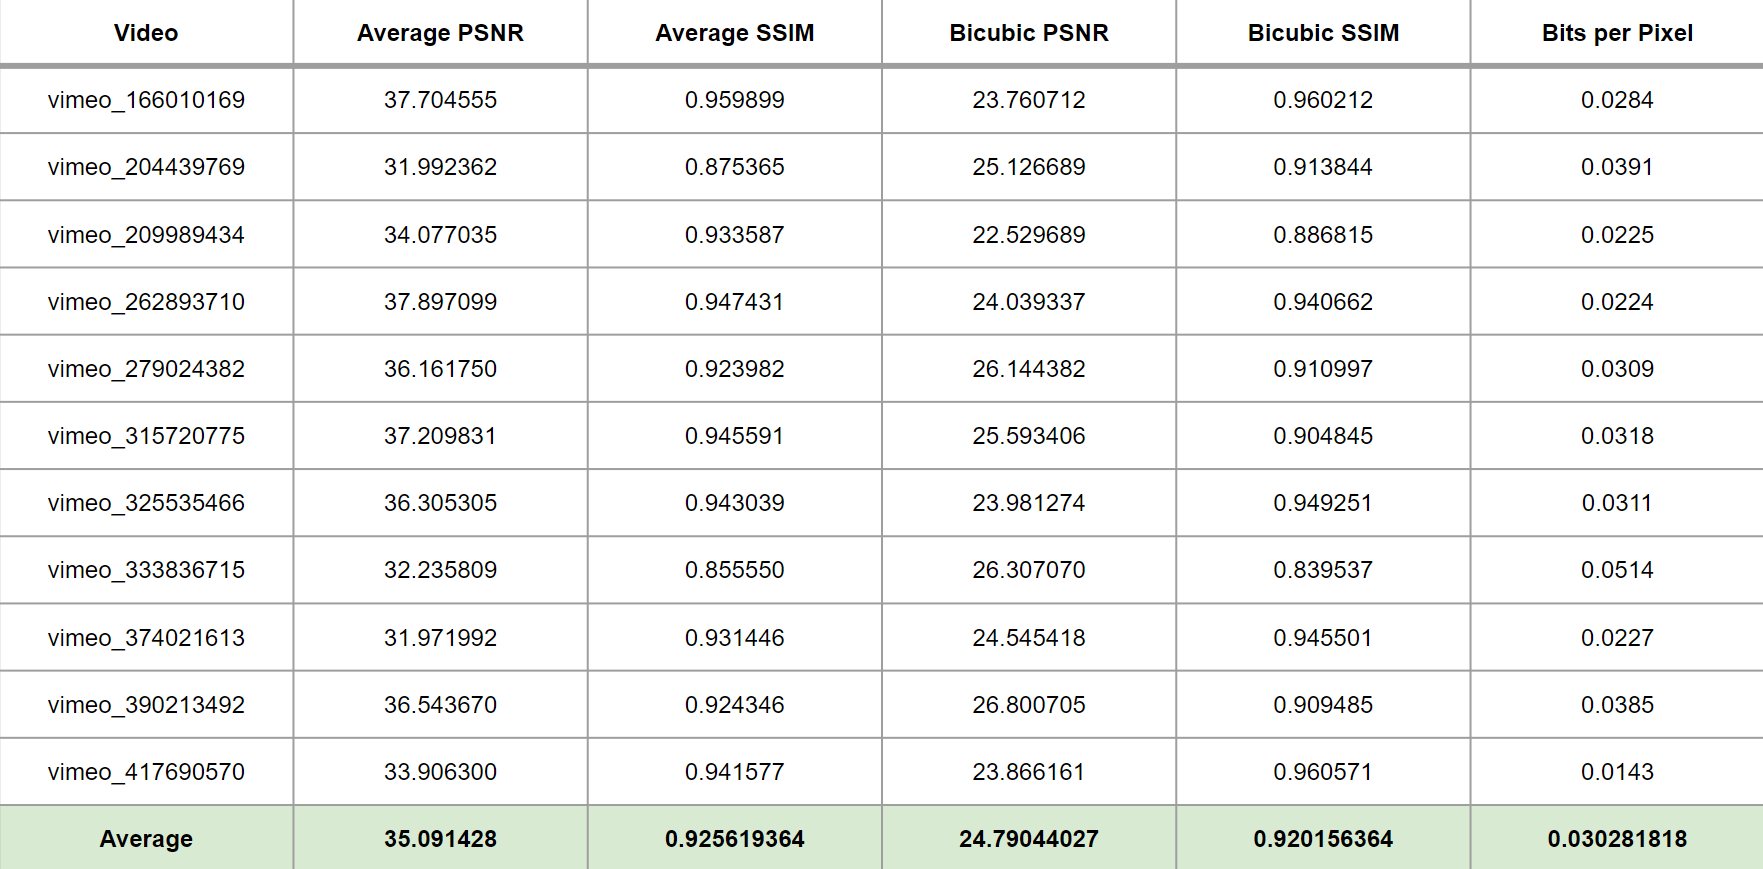 Video Average PSNR Average SSIM Bicubic PSNR Bicubic SSIM Bits per Pixel
vimeo_166010169 37.704555 0.959899 23.760712 0.960212 0.0284
vimeo_204439769 31.992362 0.875365 25.126689 0.913844 0.0391
vimeo_209989434 34.077035 0.933587 22.529689 0.886815 0.0225
vimeo_262893710 37.897099 0.947431 24.039337 0.940662 0.0224
vimeo_279024382 36.161750 0.923982 26.144382 0.910997 0.0309
vimeo_315720775 37.209831 0.945591 25.593406 0.904845 0.0318
vimeo_325535466 36.305305 0.943039 23.981274 0.949251 0.0311
vimeo_333836715 32.235809 0.855550 26.307070 0.839537 0.0514
vimeo_374021613 31.971992 0.931446 24.545418 0.945501 0.0227
vimeo_390213492 36.543670 0.924346 26.800705 0.909485 0.0385
vimeo_417690570 33.906300 0.941577 23.866161 0.960571 0.0143
Average 35.091428 0.925619364 24.79044027 0.920156364 0.030281818